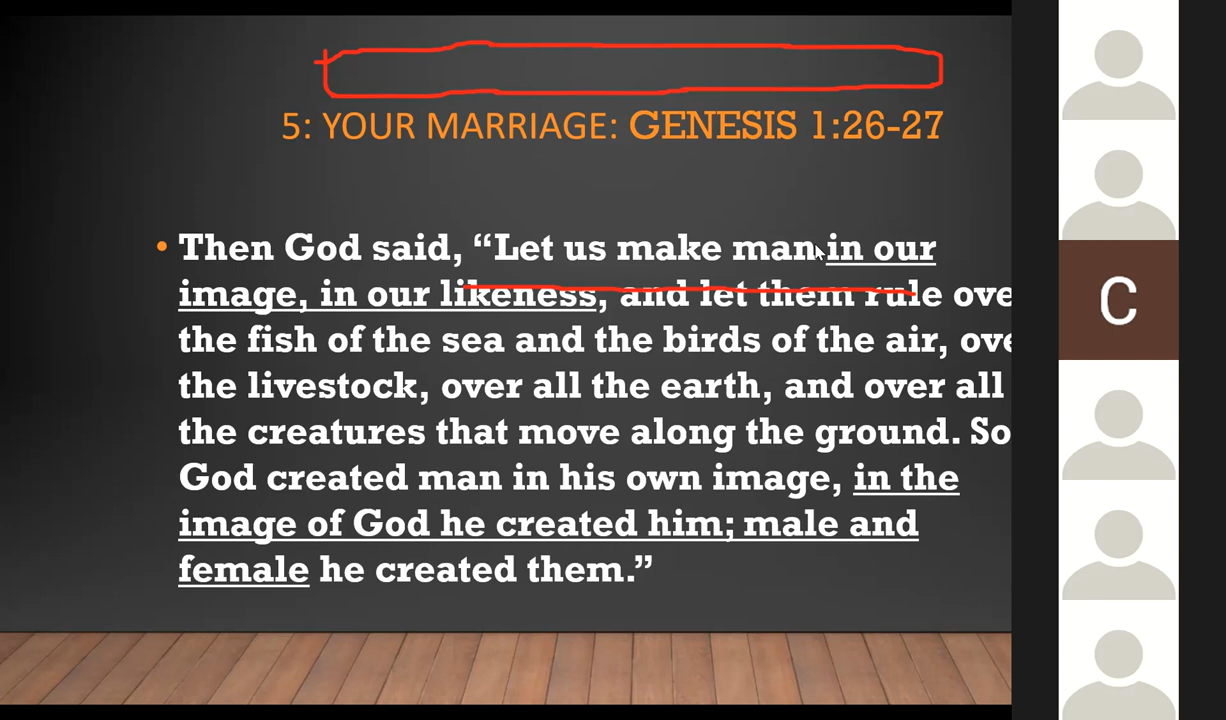 5: YOUR MARRIAGE: GENESIS 1:26-27
• Then God said, “Let us make man in our
image, in our likeness, and let them rule ove
the fish of the sea and the birds of the air, ove
the livestock, over all the earth, and over all
the creatures that move along the ground. So
God created man in his own image, in the
image of God he created him; male and
female he created them.”
C